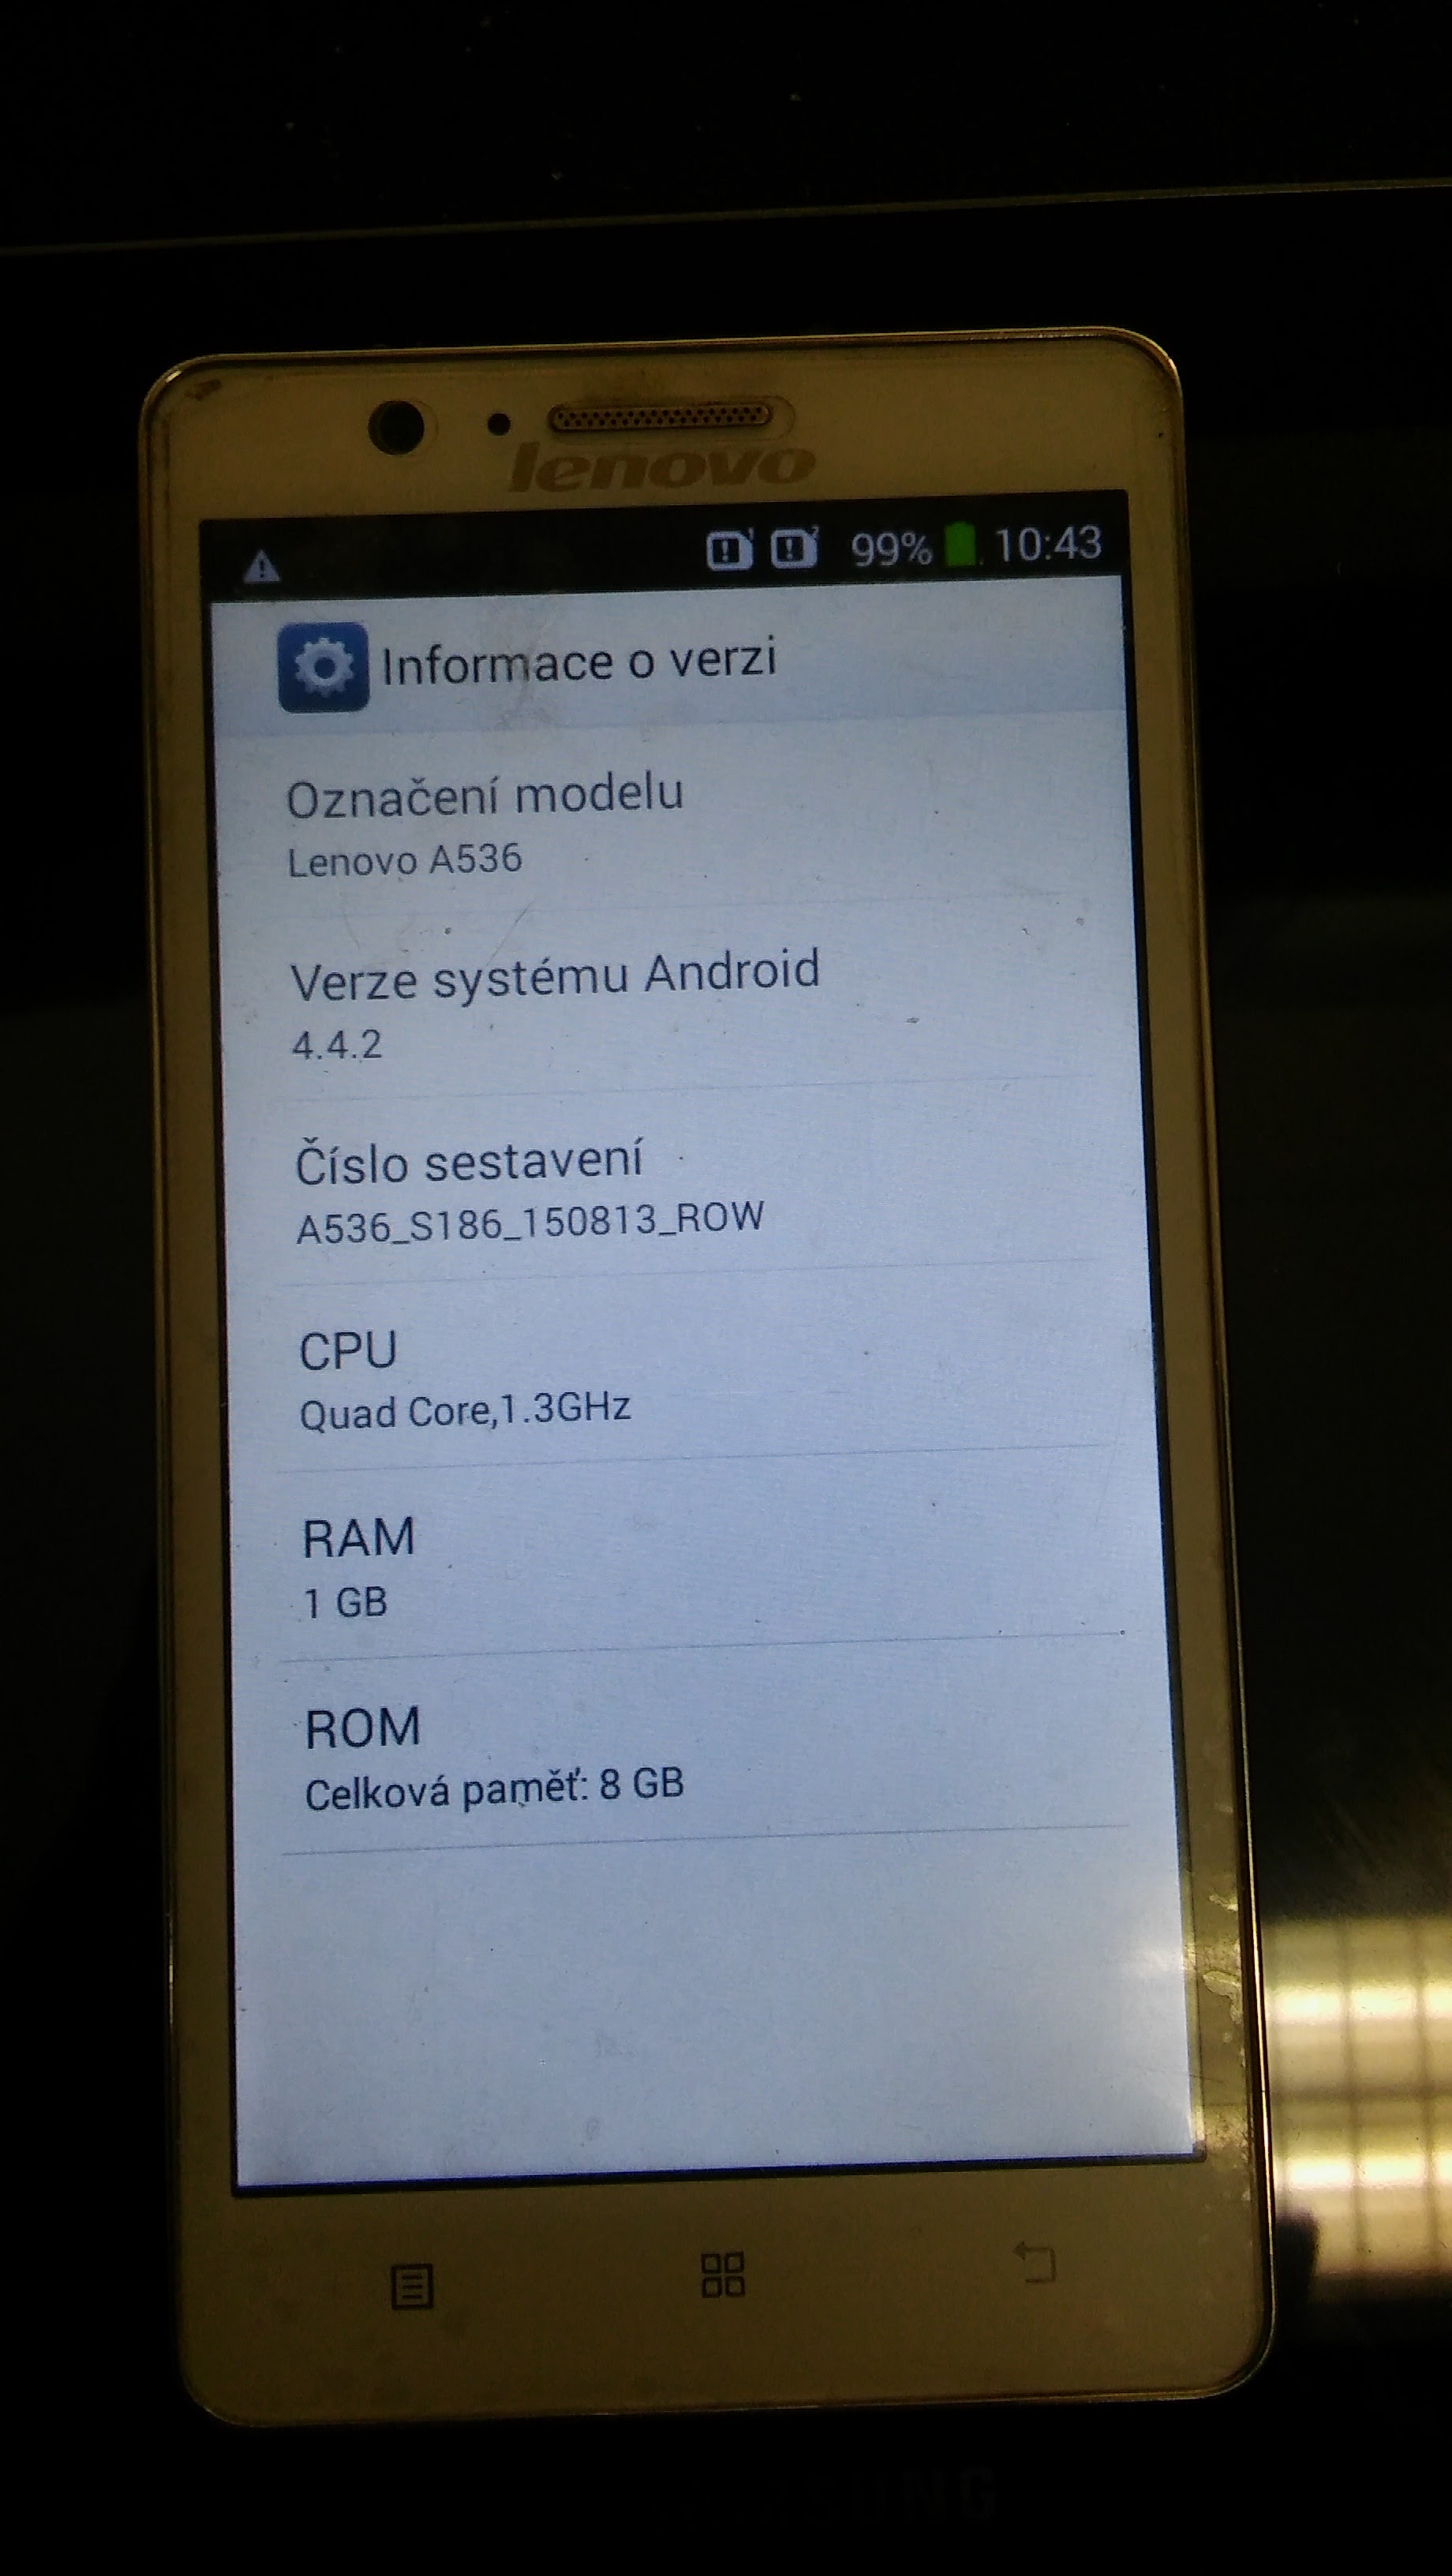 lenovo
99% 10:43
Informace o verzi
Označení modelu
Lenovo A536
Verze systému Android
4.4.2
Číslo sestavení
A536_S186_150813_ROW
CPU
Quad Core,1.3GHz
RAM
1 GB
ROM
Celková paměť: 8 GB